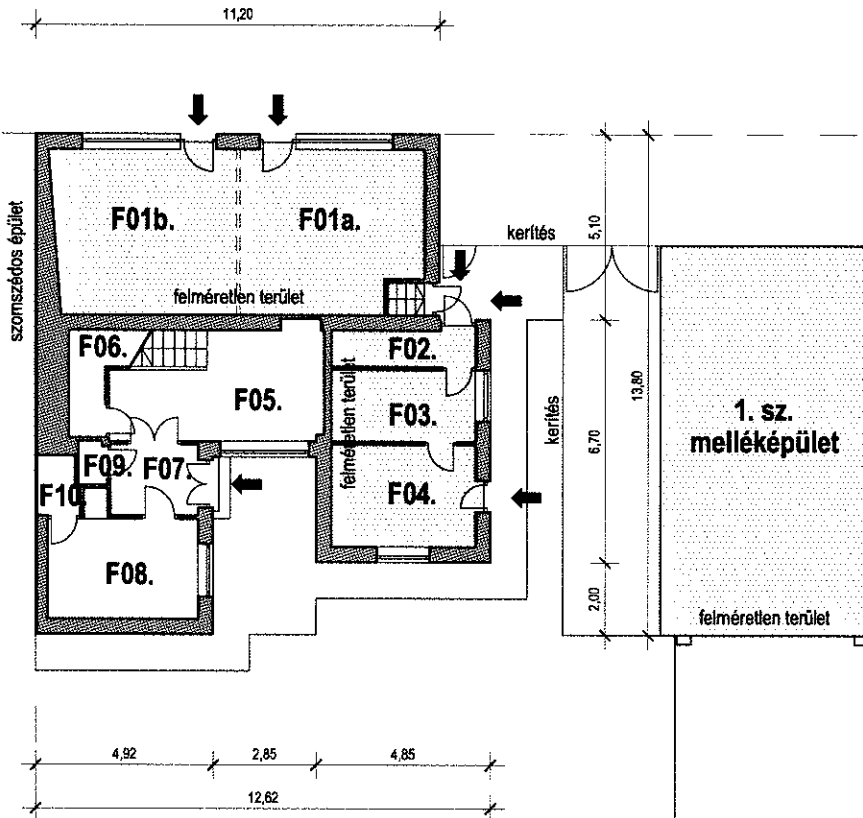 11,20
F01b.
F01a.
szomszédos épület
felméretlen terület
kerítés
5,10
F06.
F02.
F05.
F03.
felméretlen terület
kerítés
6,70
13,80
1. sz.
melléképület
F09.
F07.
F10.
F04.
F08.
2,00
felméretlen terület
4,92
2,85
4,85
12,62